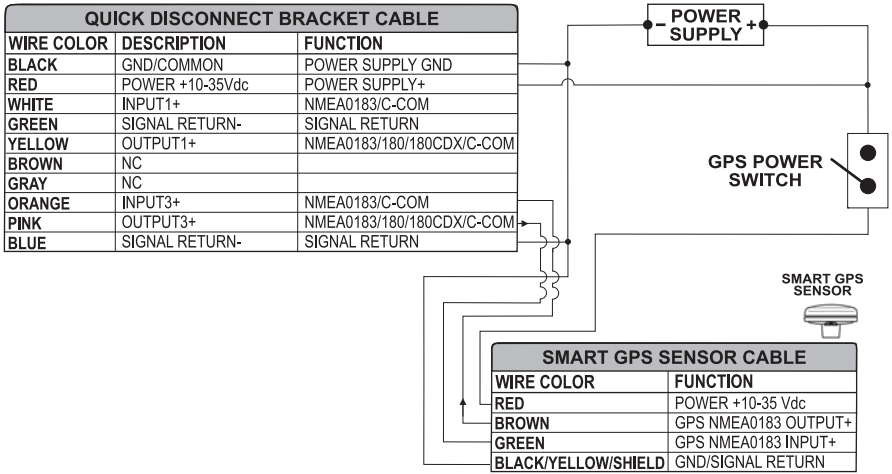 QUICK DISCONNECT BRACKET CABLE
WIRE COLOR DESCRIPTION FUNCTION
BLACK GND/COMMON POWER SUPPLY GND
RED POWER +10-35Vdc POWER SUPPLY+
WHITE INPUT1+ NMEA0183/C-COM
GREEN SIGNAL RETURN- SIGNAL RETURN
YELLOW OUTPUT1+ NMEA0183/180/180CDX/C-COM
BROWN NC
GRAY NC
ORANGE INPUT3+ NMEA0183/C-COM
PINK OUTPUT3+ NMEA0183/180/180CDX/C-COM
BLUE SIGNAL RETURN- SIGNAL RETURN
- POWER +
SUPPLY
GPS POWER
SWITCH
SMART GPS
SENSOR
SMART GPS SENSOR CABLE
WIRE COLOR FUNCTION
RED POWER +10-35 Vdc
BROWN GPS NMEA0183 OUTPUT+
GREEN GPS NMEA0183 INPUT+
BLACK/YELLOW/SHIELD GND/SIGNAL RETURN